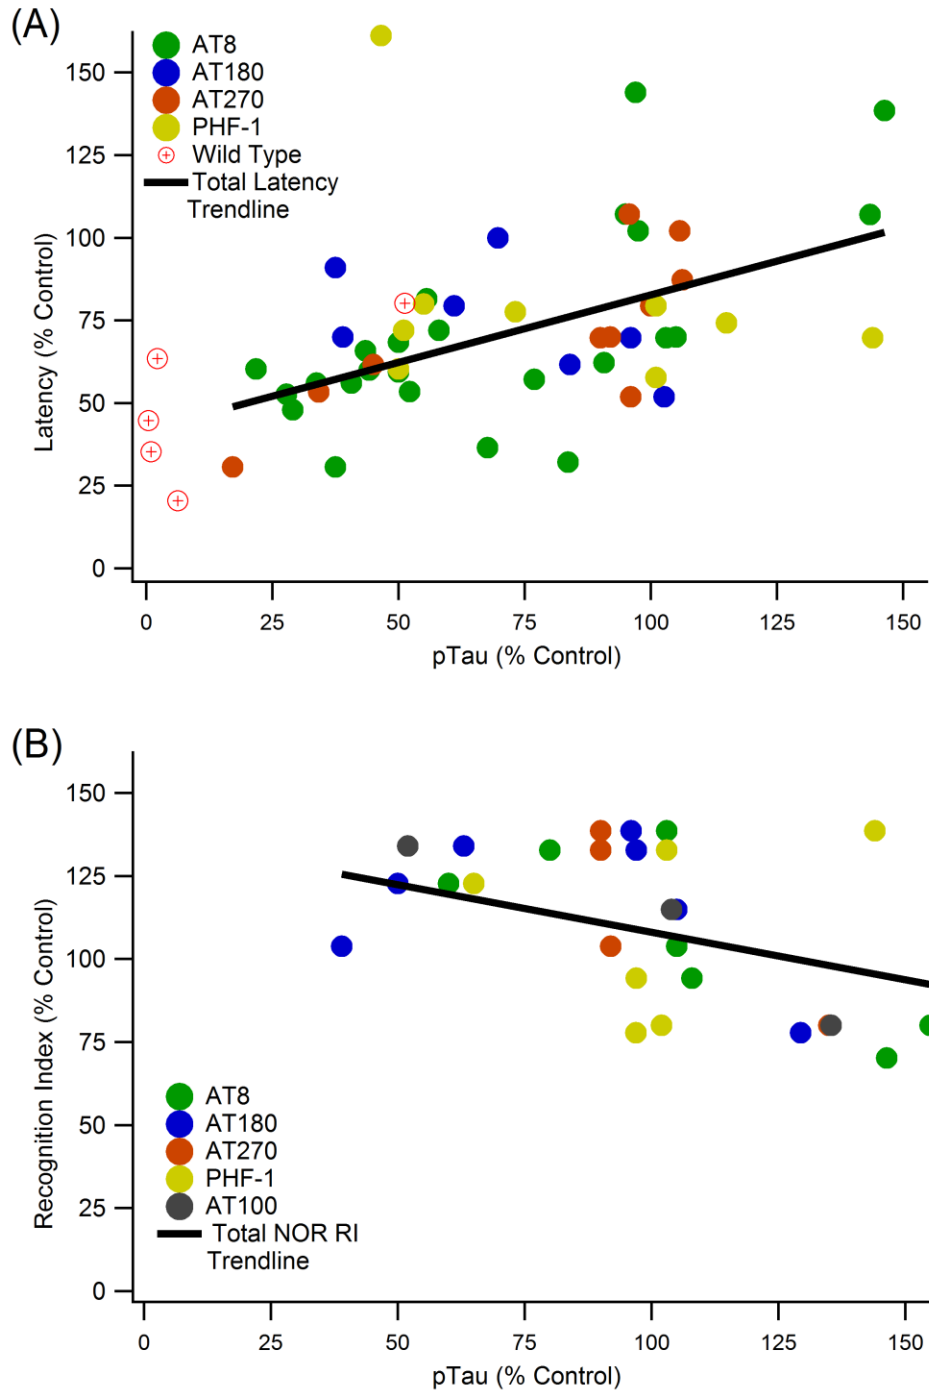 (A)
AT8
AT180
AT270
PHF-1
Wild Type
Total Latency
Trendline
150
125
100
75
50
25
0
Latency (% Control)
0 25 50 75 100 125 150
pTau (% Control)
(B)
150
125
100
75
50
25
0
Recognition Index (% Control)
AT8
AT180
AT270
PHF-1
AT100
Total NOR RI
Trendline
0 25 50 75 100 125 150
pTau (% Control)